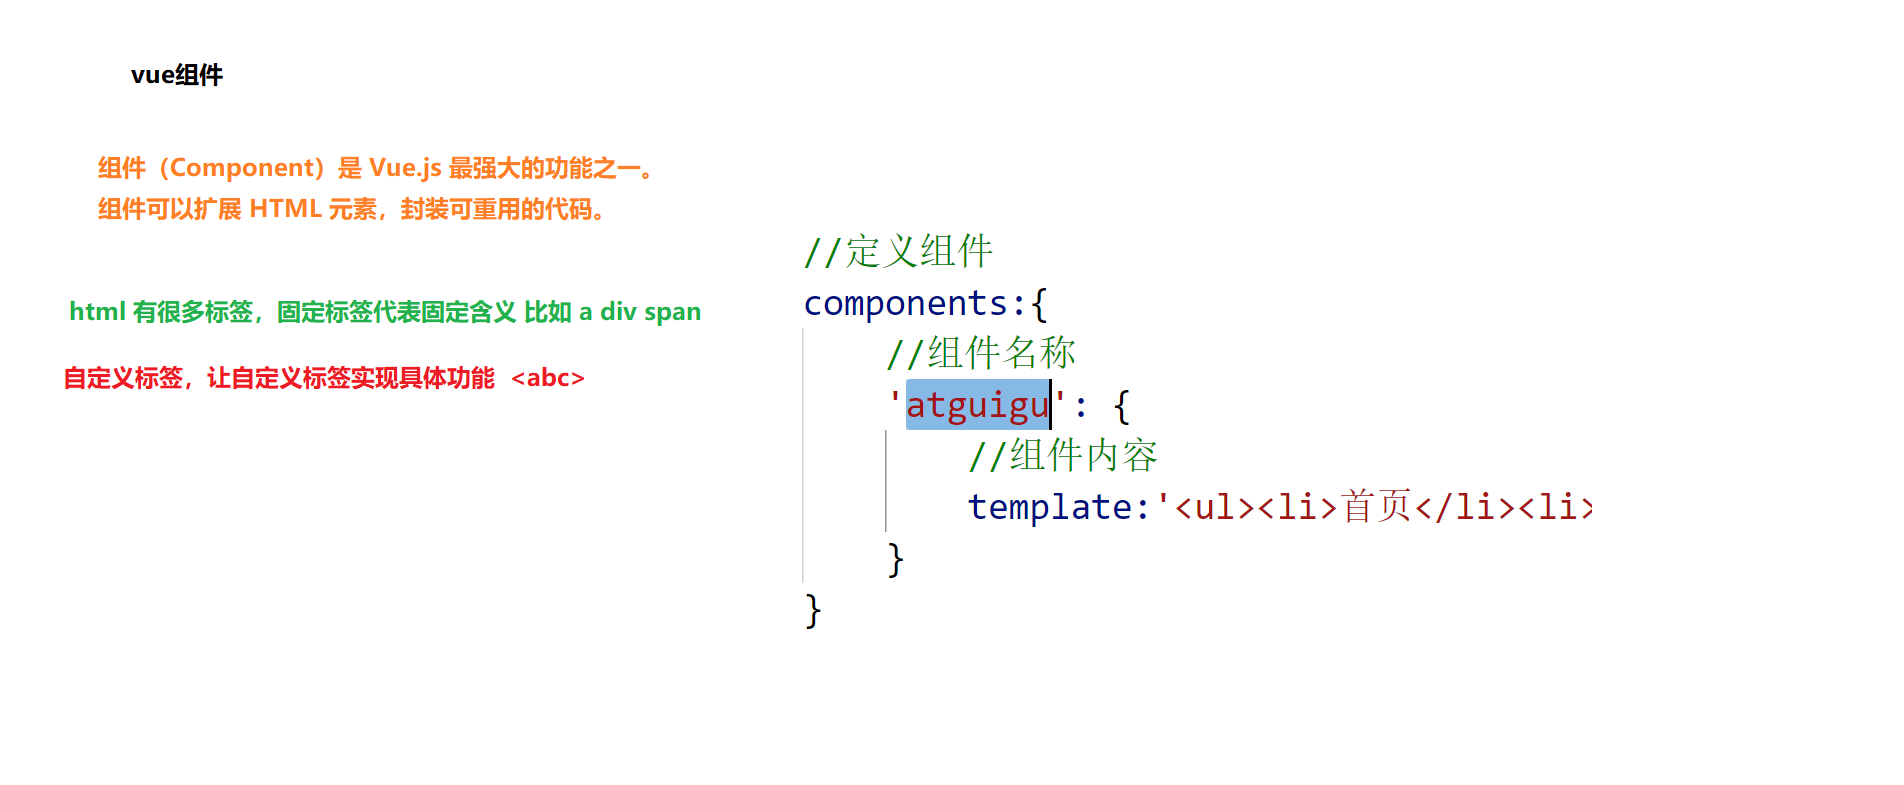 vue组件
组件（Component）是 Vue.js 最强大的功能之一。
组件可以扩展 HTML 元素，封装可重用的代码。
html 有很多标签，固定标签代表固定含义 比如 a div span
自定义标签，让自定义标签实现具体功能 <abc>
//定义组件
components:{
//组件名称
'atguigu': {
//组件内容
template:'<ul><li>首页</li><li>
}
}